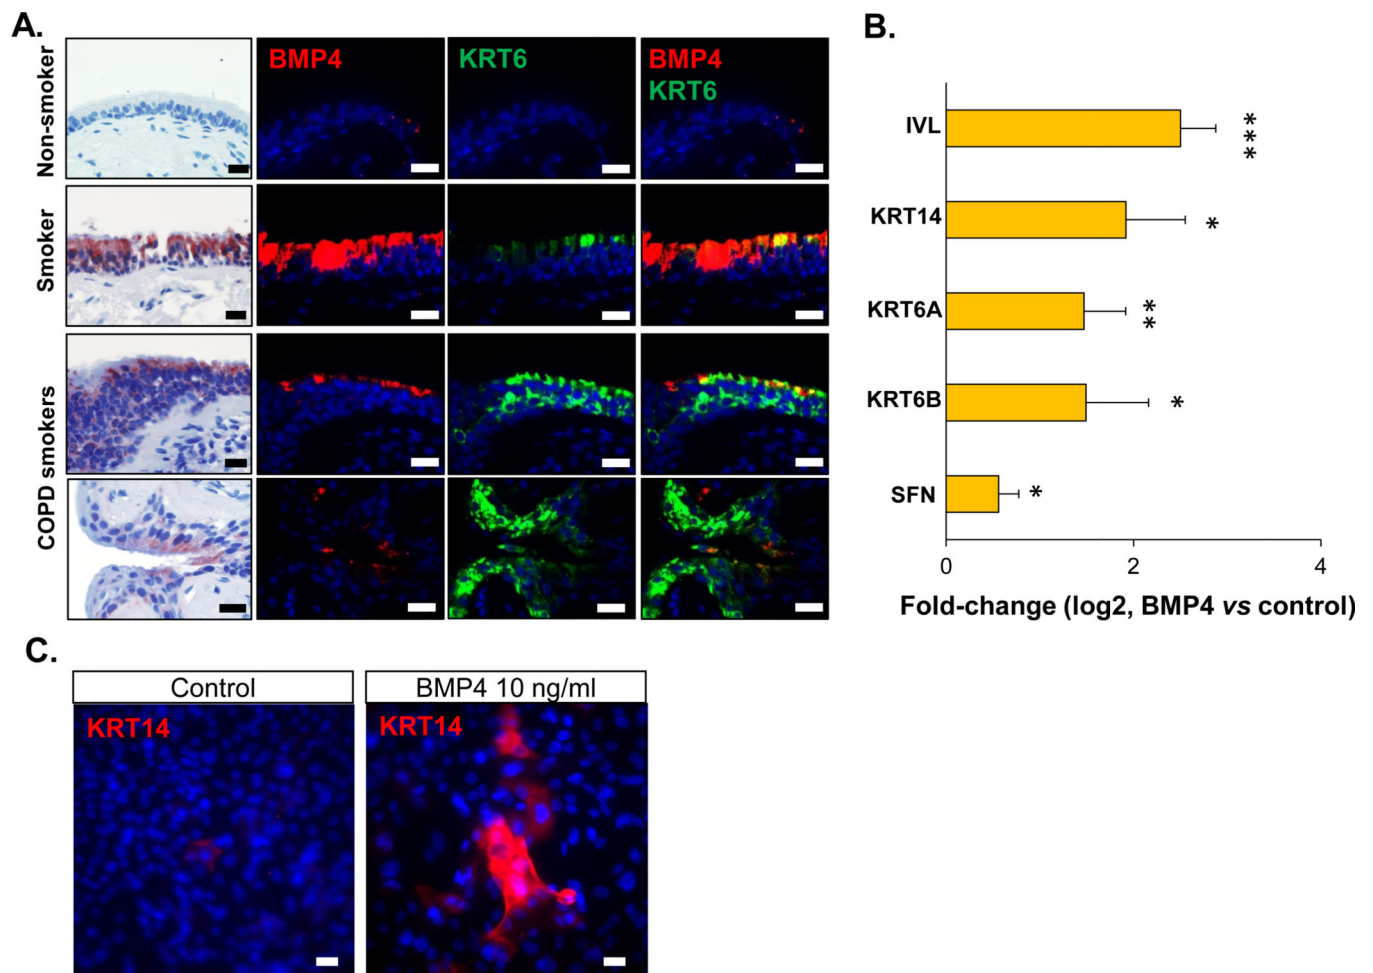 A.
Non-smoker
BMP4
KRT6
BMP4
KRT6
Smoker
COPD smokers
B.
IVL
***
KRT14
*
KRT6A
**
KRT6B
*
SFN
*
0 2 4
Fold-change (log2, BMP4 vs control)
C.
Control
BMP4 10 ng/ml
KRT14
KRT14